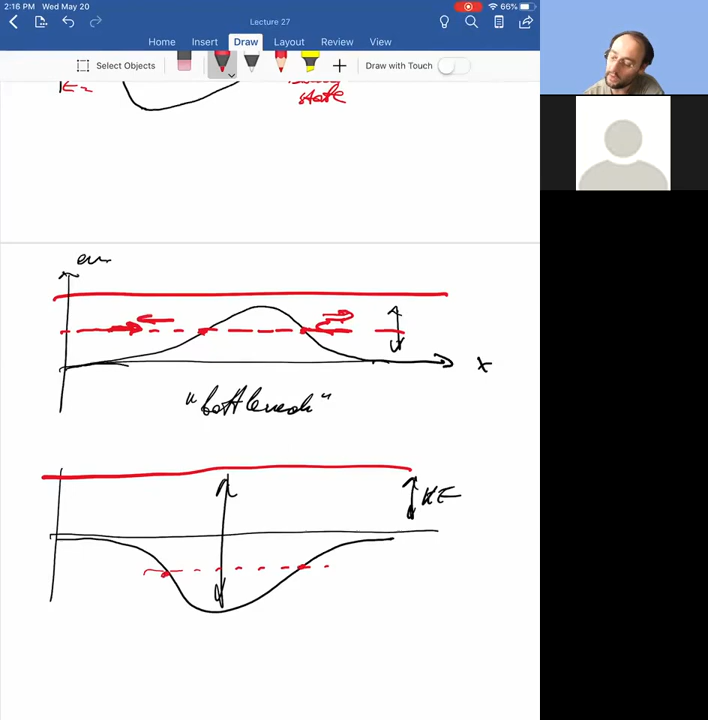 2:16 PM Wed May 20
66%
Lecture 27
Home Insert Draw Layout Review View
Select Objects
Draw with Touch
state
en.
x
"bottleneck"
KE